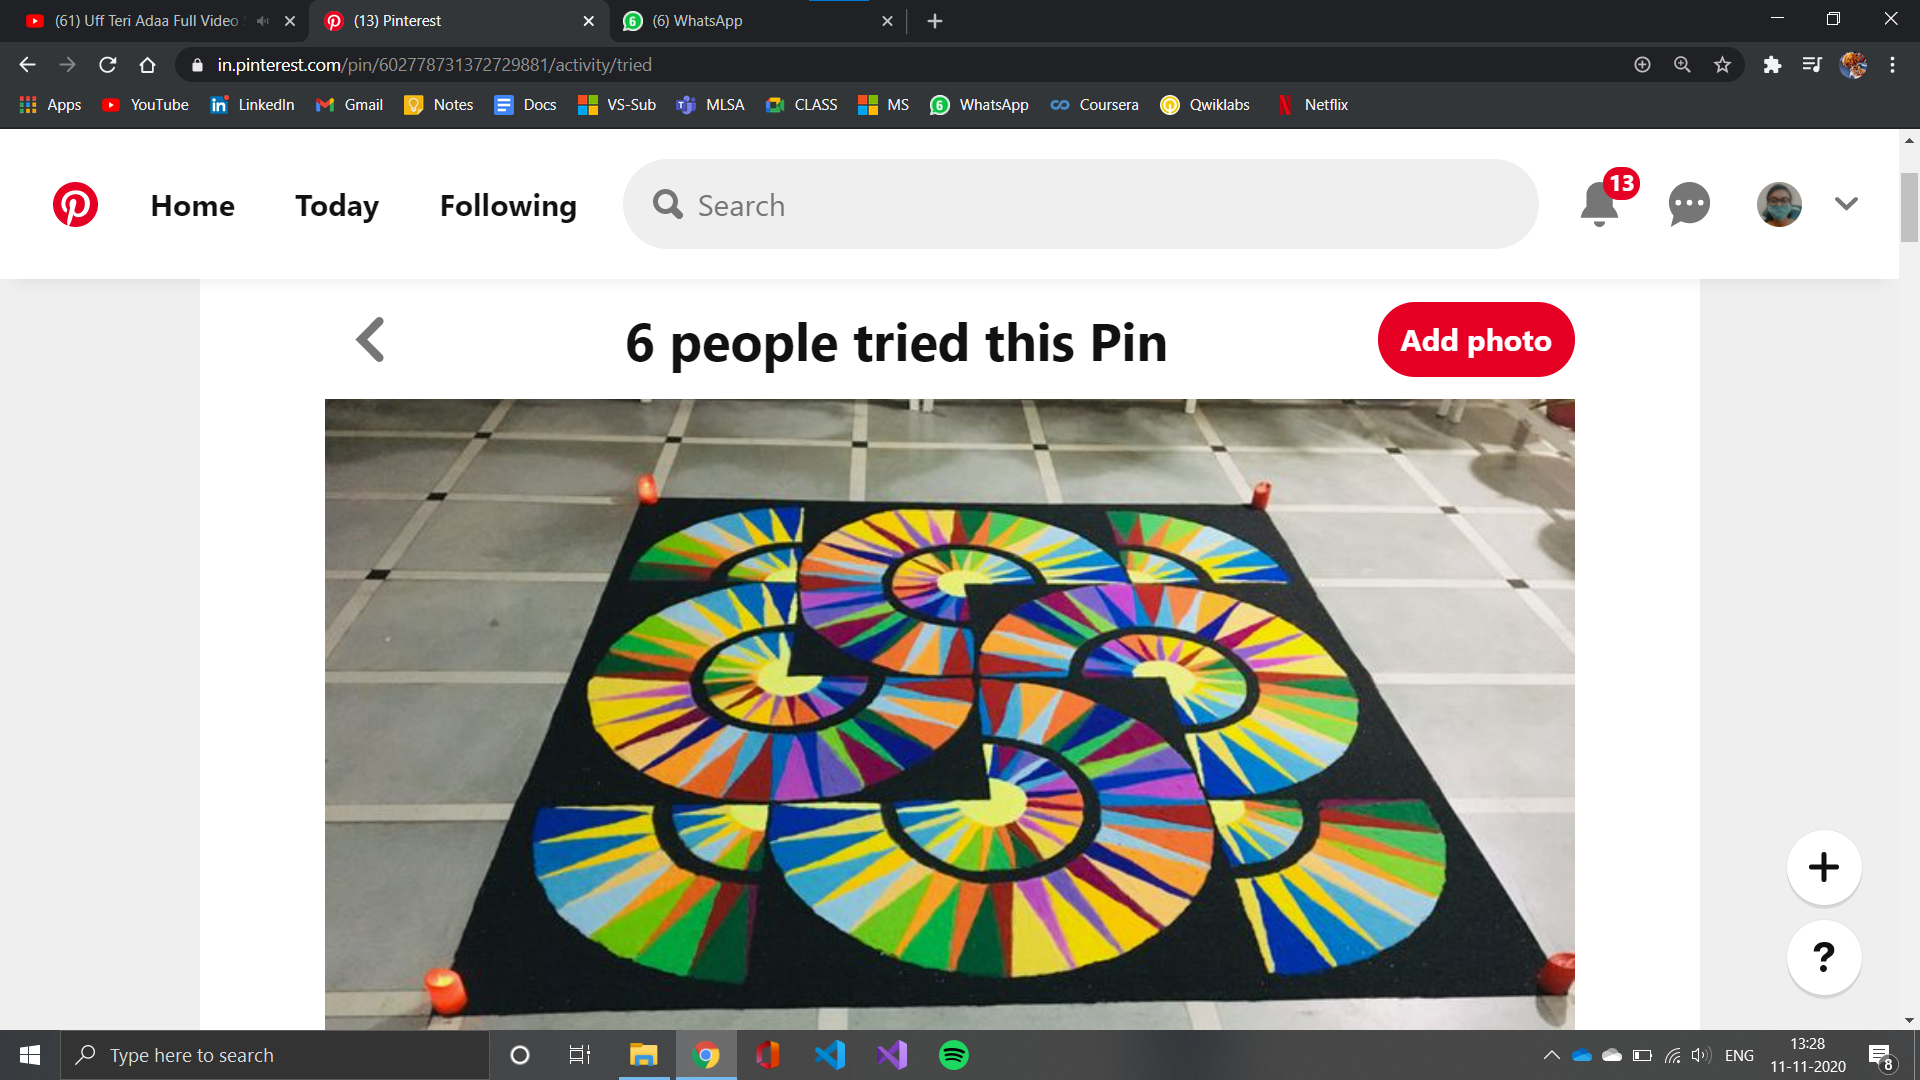 (61) Uff Teri Adaa Full Video
(13) Pinterest
6 (6) WhatsApp
in.pinterest.com/pin/602778731372729881/activity/tried
Apps YouTube LinkedIn Gmail Notes Docs VS-Sub MLSA CLASS MS 6 WhatsApp Coursera Qwiklabs Netflix
Home Today Following Search 13
6 people tried this Pin
Add photo
?
Type here to search
ENG
13:28
11-11-2020
8